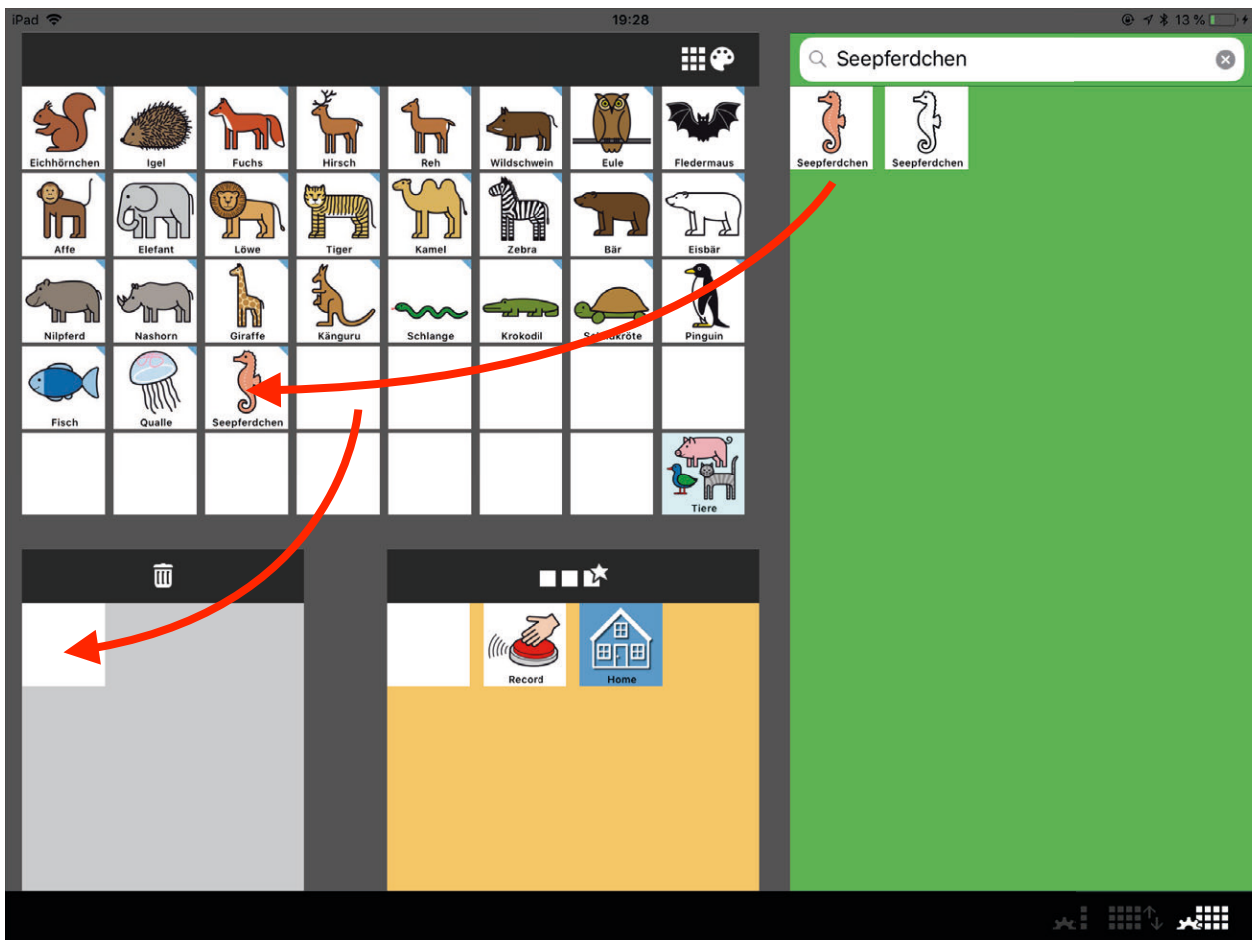 iPad 19:28 13 %
Seepferdchen
Seepferdchen Seepferdchen
Eichhörnchen Igel Fuchs Hirsch Reh Wildschwein Eule Fledermaus
Affe Elefant Löwe Tiger Kamel Zebra Bär Eisbär
Nilpferd Nashorn Giraffe Känguru Schlange Krokodil Schildkröte Pinguin
Fisch Qualle Seepferdchen
Tiere
Record Home